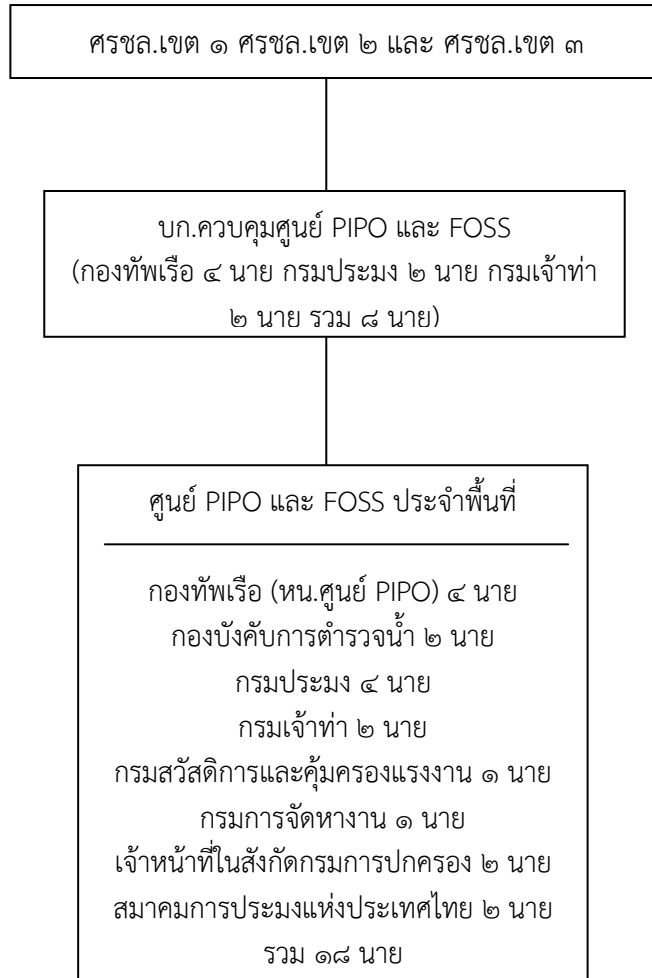 ศรชล.เขต ๑ ศรชล.เขต ๒ และ ศรชล.เขต ๓
บก.ควบคุมศูนย์ PIPO และ FOSS
(กองทัพเรือ ๔ นาย กรมประมง ๒ นาย กรมเจ้าท่า
๒ นาย รวม ๘ นาย)
ศูนย์ PIPO และ FOSS ประจำพื้นที่
กองทัพเรือ (หน.ศูนย์ PIPO) ๔ นาย
กองบังคับการตำรวจน้ำ ๒ นาย
กรมประมง ๔ นาย
กรมเจ้าท่า ๒ นาย
กรมสวัสดิการและคุ้มครองแรงงาน ๑ นาย
กรมการจัดหางาน ๑ นาย
เจ้าหน้าที่ในสังกัดกรมการปกครอง ๒ นาย
สมาคมการประมงแห่งประเทศไทย ๒ นาย
รวม ๑๘ นาย